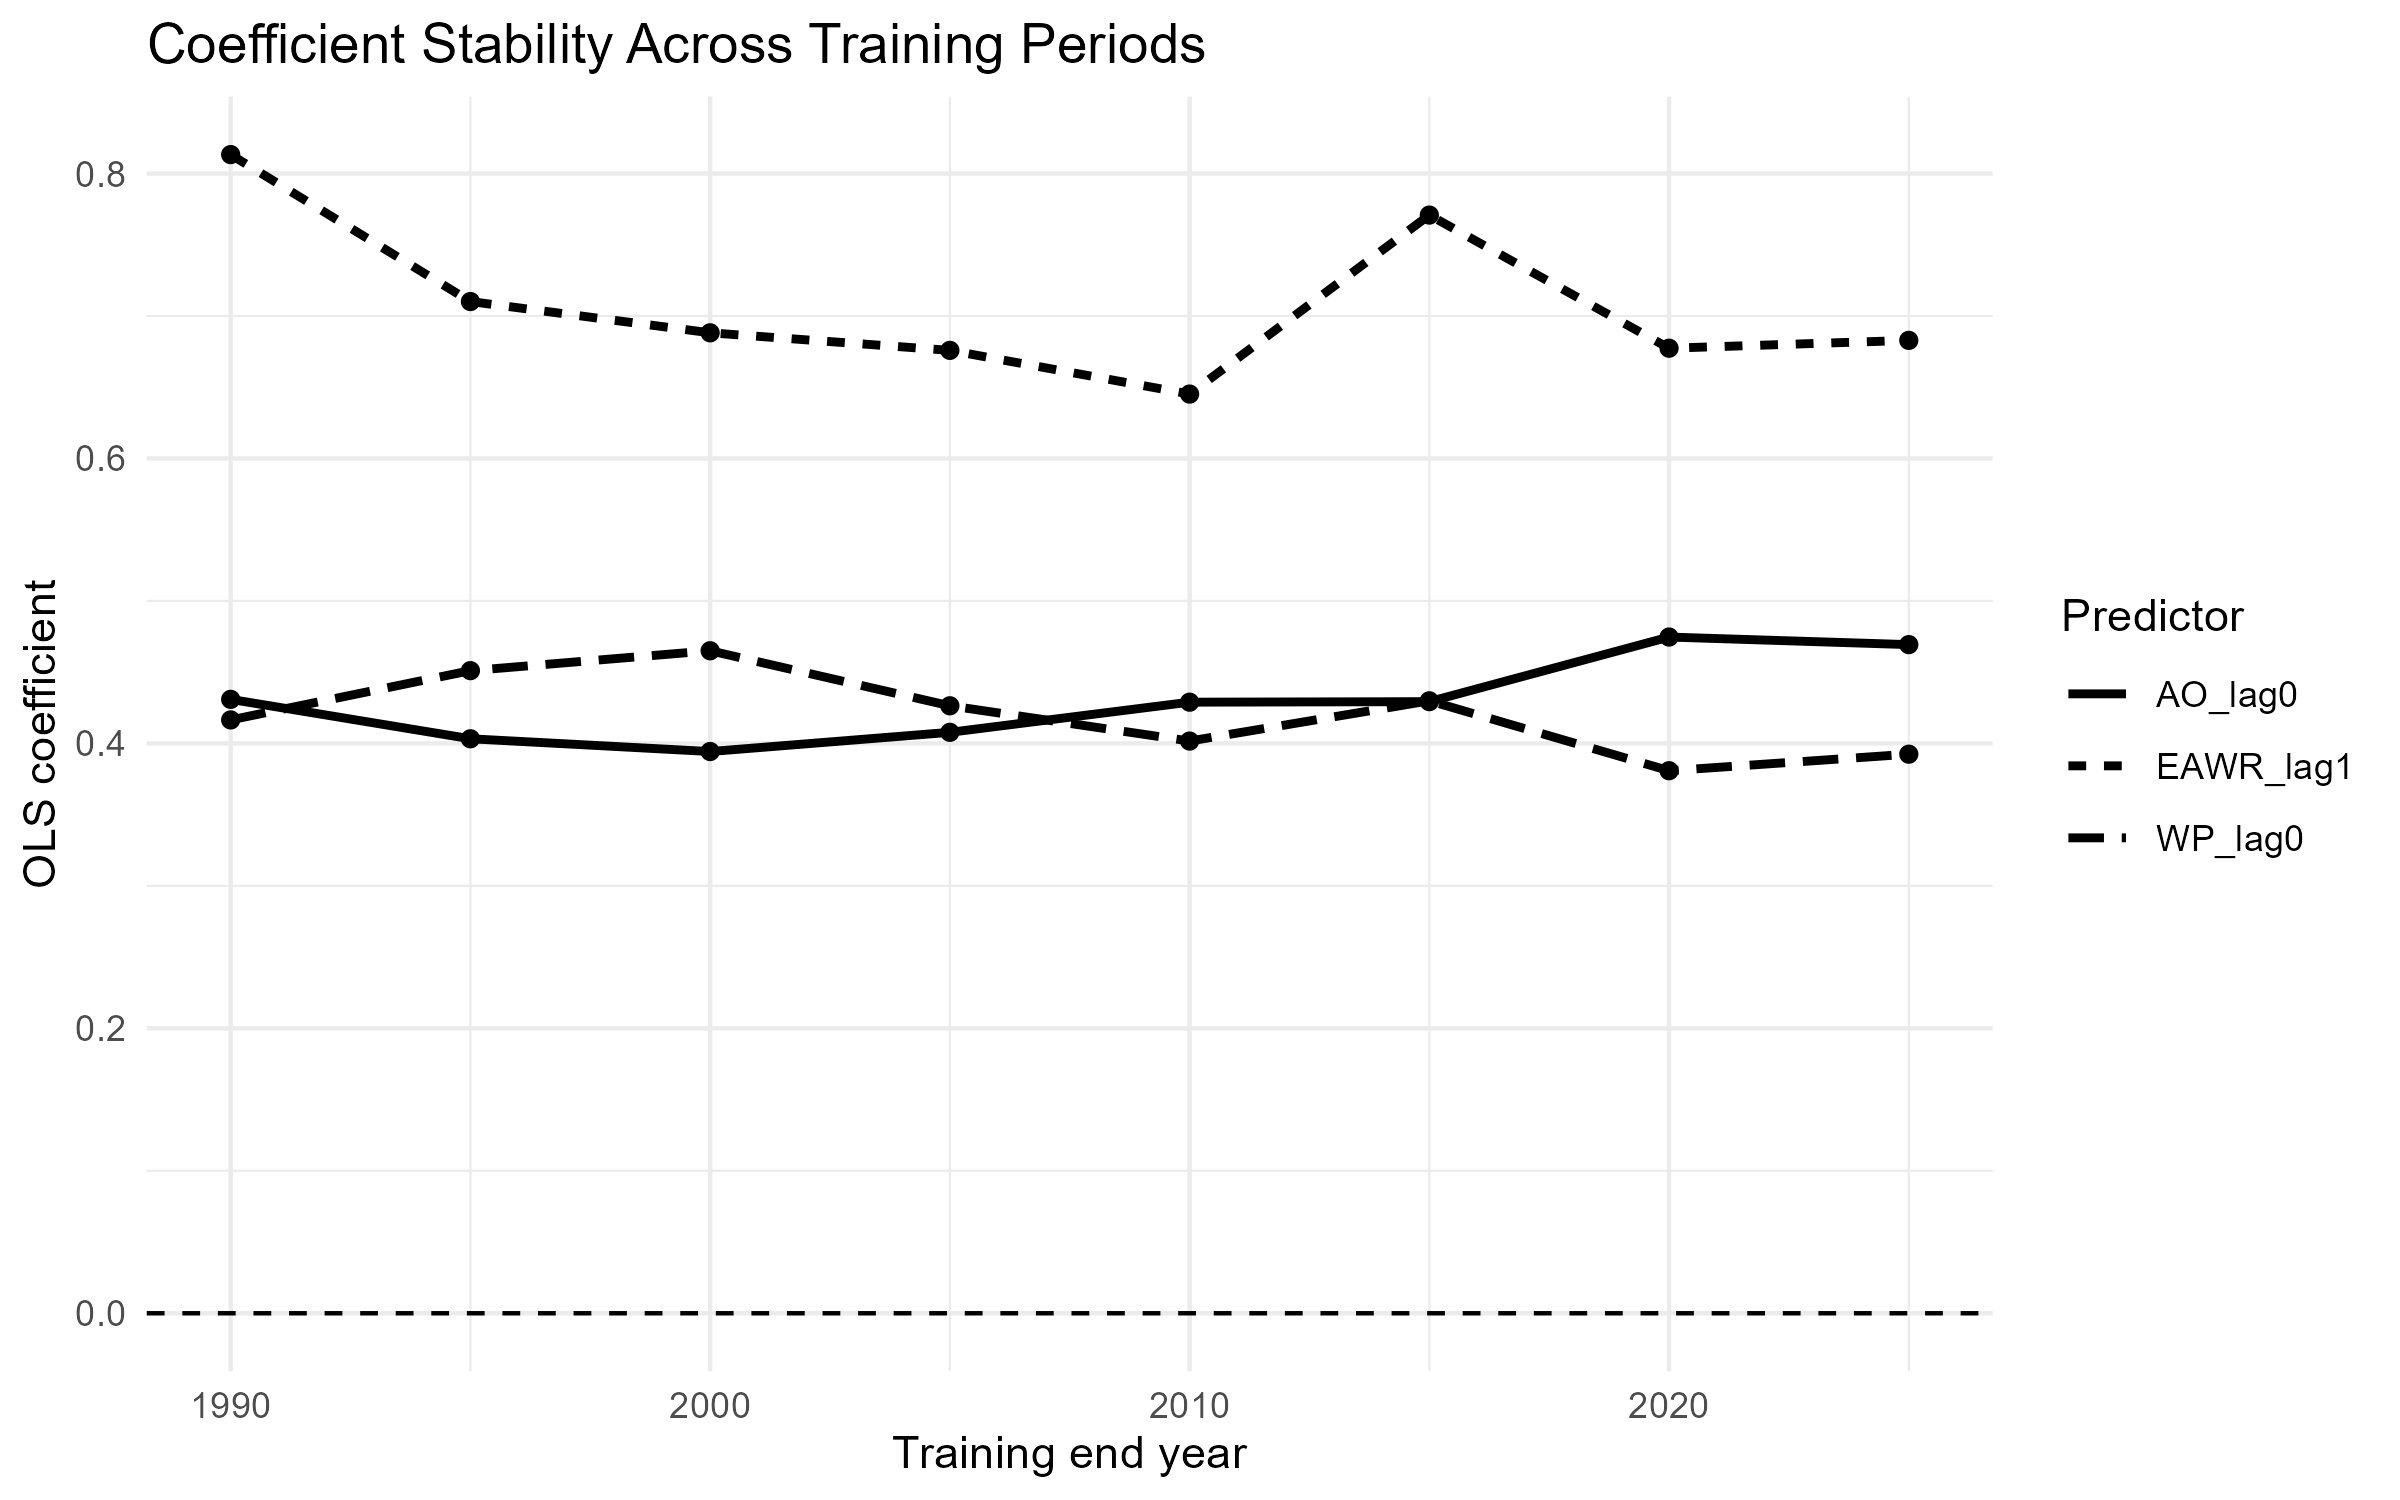 Coefficient Stability Across Training Periods
0.8
0.6
0.4
0.2
0.0
OLS coefficient
1990 2000 2010 2020
Training end year
Predictor
AO_lag0
EAWR_lag1
WP_lag0